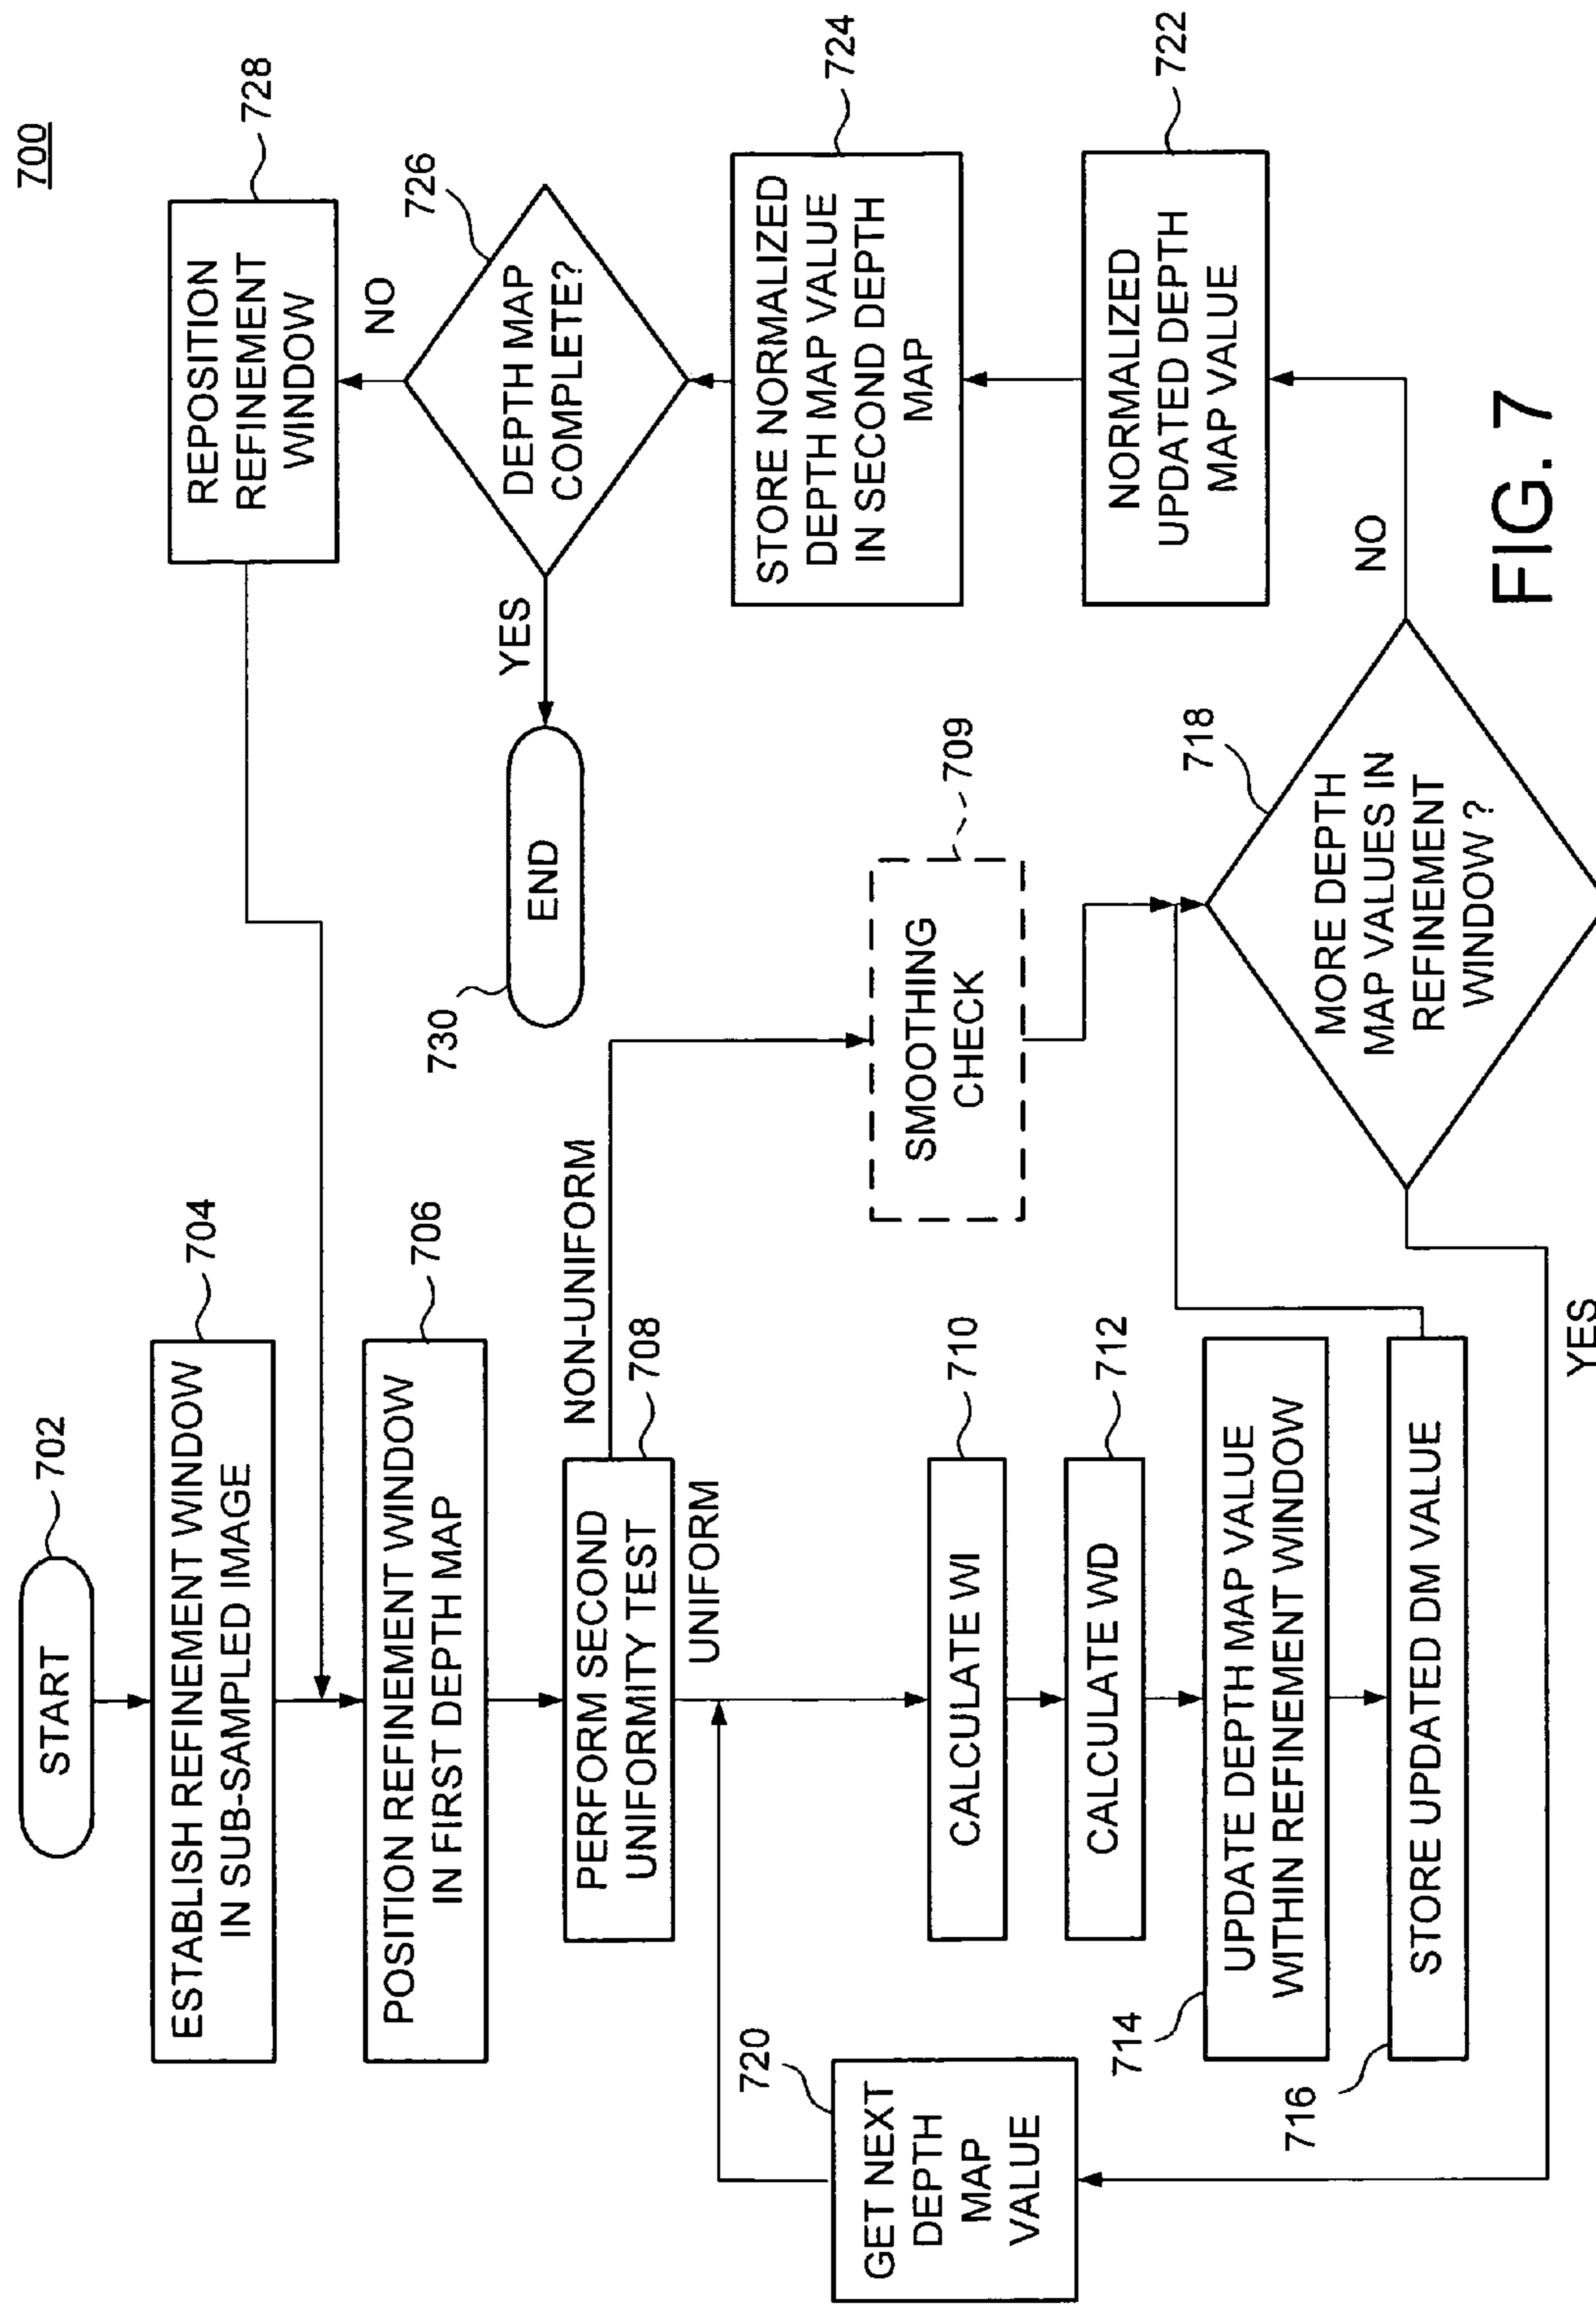 700
START
702
ESTABLISH REFINEMENT WINDOW
IN SUB-SAMPLED IMAGE
704
POSITION REFINEMENT WINDOW
IN FIRST DEPTH MAP
706
PERFORM SECOND
UNIFORMITY TEST
708
NON-UNIFORM
UNIFORM
SMOOTHING
CHECK
709
CALCULATE WI
710
CALCULATE WD
712
UPDATE DEPTH MAP VALUE
WITHIN REFINEMENT WINDOW
714
STORE UPDATED DM VALUE
716
MORE DEPTH
MAP VALUES IN
REFINEMENT
WINDOW ?
718
YES
NO
GET NEXT
DEPTH
MAP
VALUE
720
NORMALIZED
UPDATED DEPTH
MAP VALUE
722
STORE NORMALIZED
DEPTH MAP VALUE
IN SECOND DEPTH
MAP
724
DEPTH MAP
COMPLETE?
726
NO
YES
REPOSITION
REFINEMENT
WINDOW
728
END
730
FIG. 7